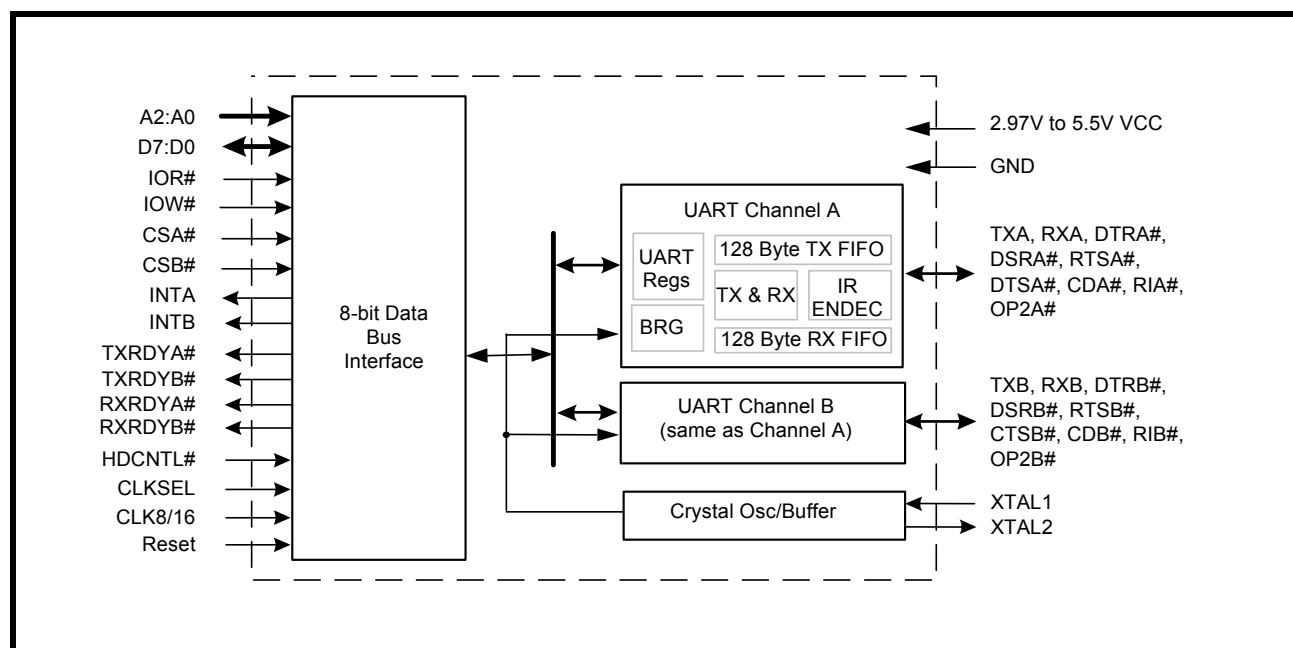 A2:A0
D7:D0
IOR#
IOW#
CSA#
CSB#
INTA
INTB
TXRDYA#
TXRDYB#
RXRDYA#
RXRDYB#
HDCNTL#
CLKSEL
CLK8/16
Reset
8-bit Data
Bus
Interface
UART Channel A
UART
Regs
BRG
128 Byte TX FIFO
TX & RX
IR
ENDEC
128 Byte RX FIFO
UART Channel B
(same as Channel A)
Crystal Osc/Buffer
2.97V to 5.5V VCC
GND
TXA, RXA, DTRA#,
DSRA#, RTSA#,
DTSA#, CDA#, RIA#,
OP2A#
TXB, RXB, DTRB#,
DSRB#, RTSB#,
CTSB#, CDB#, RIB#,
OP2B#
XTAL1
XTAL2